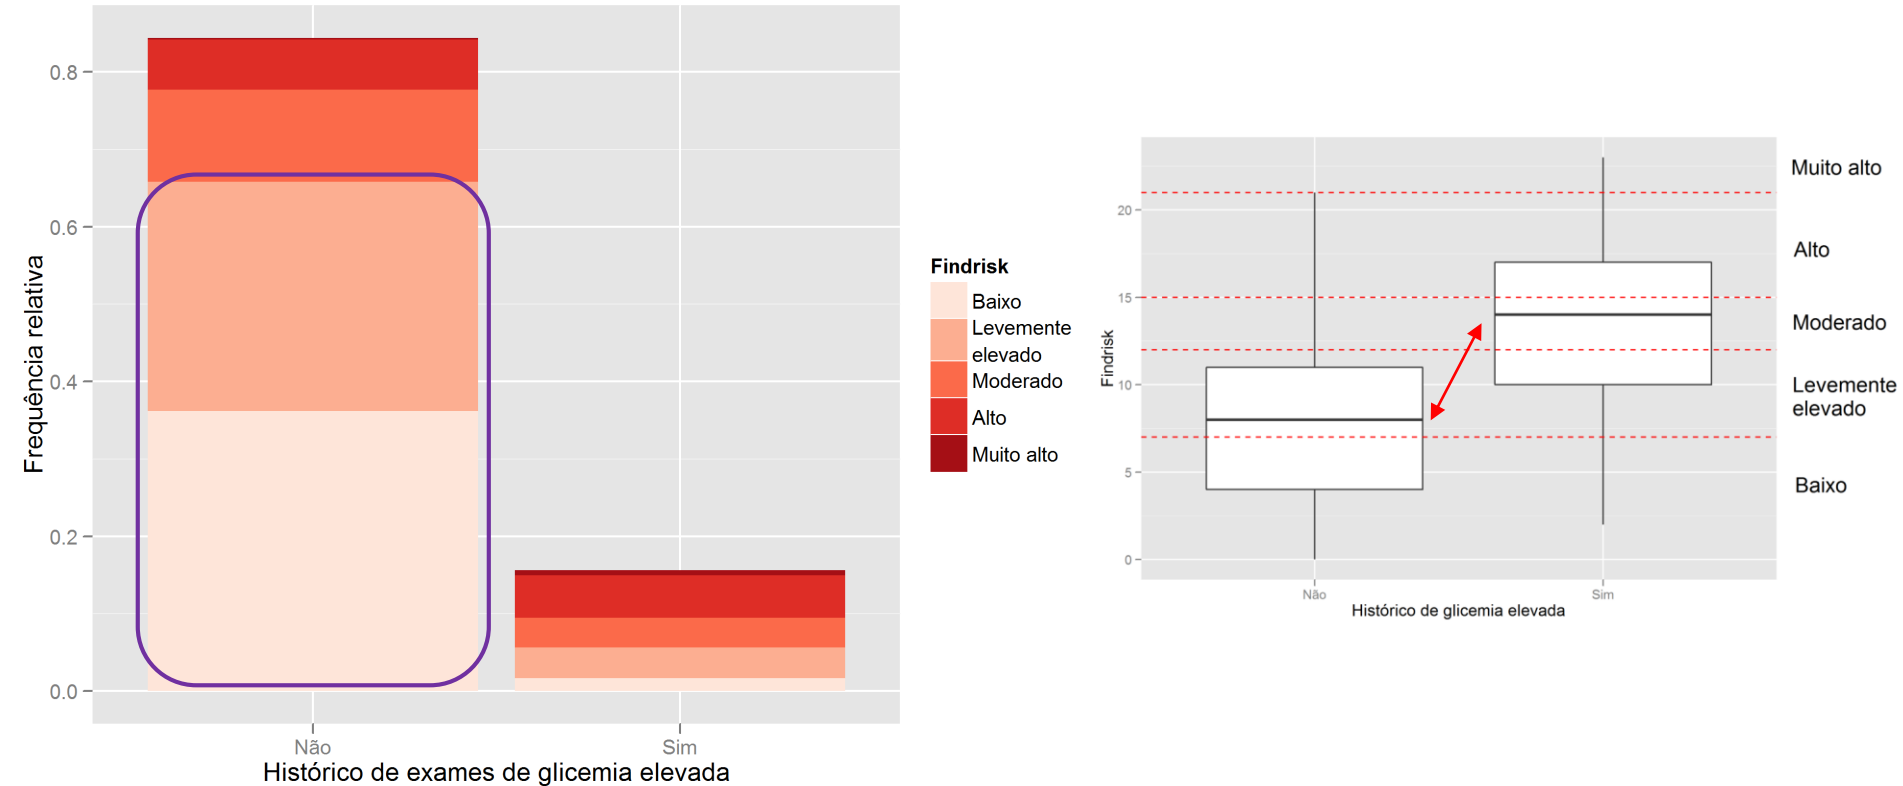 Frequência relativa
0.8
0.6
0.4
0.2
0.0
Não
Sim
Histórico de exames de glicemia elevada
Findrisk
Baixo
Levemente
elevado
Moderado
Alto
Muito alto
Findrisk
20
15
10
5
0
Não
Sim
Histórico de glicemia elevada
Muito alto
Alto
Moderado
Levemente
elevado
Baixo